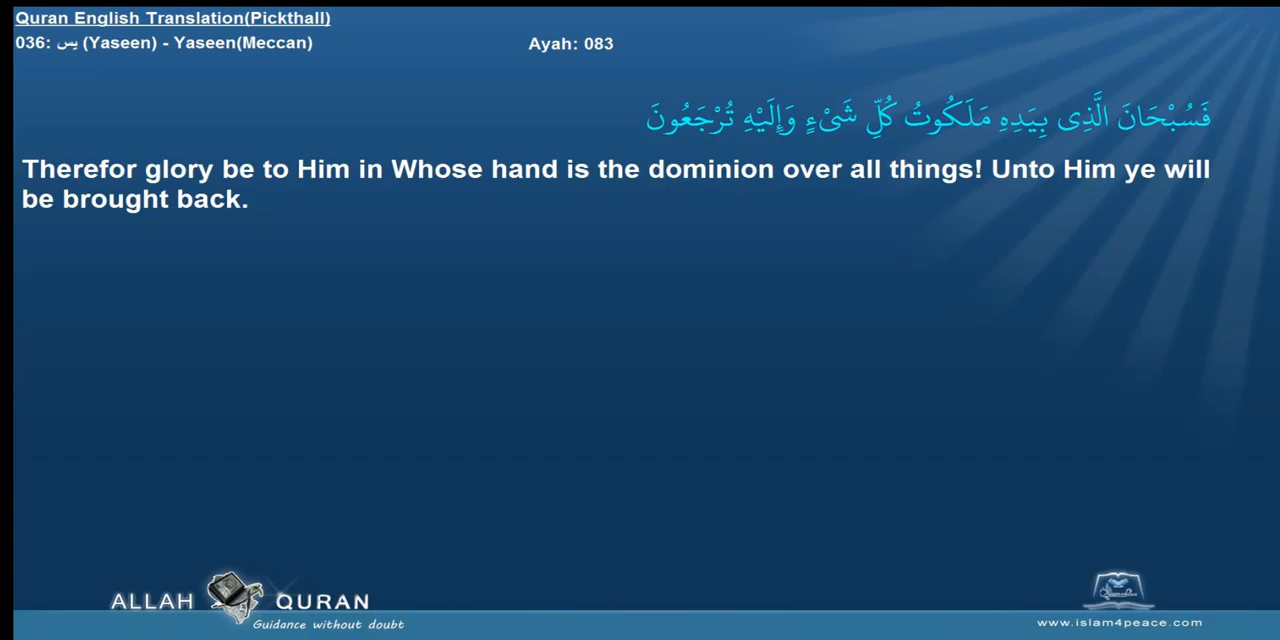 Quran English Translation(Pickthall)
036: يس (Yaseen) - Yaseen(Meccan)
Ayah: 083
فَسُبْحَانَ الَّذِى بِيَدِهِ مَلَكُوتُ كُلِّ شَىْءٍ وَإِلَيْهِ تُرْجَعُونَ
Therefor glory be to Him in Whose hand is the dominion over all things! Unto Him ye will
be brought back.
ALLAH QURAN
Guidance without doubt
www.islam4peace.com